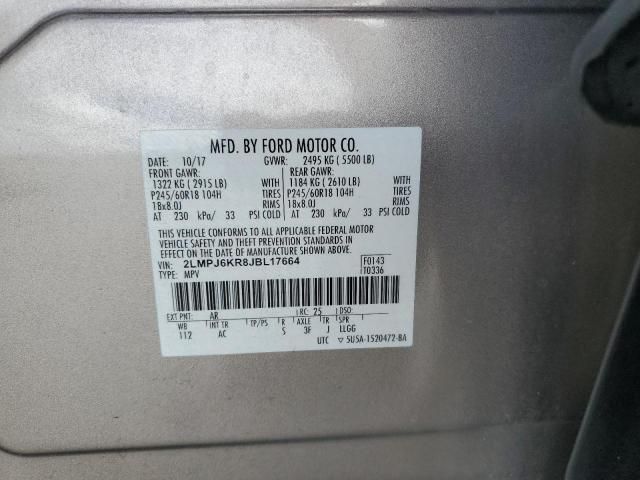 MFD. BY FORD MOTOR CO.
DATE: 10/17 GVWR: 2495 KG ( 5500 LB)
FRONT GAWR: REAR GAWR:
1322 KG ( 2915 LB) WITH 1184 KG ( 2610 LB) WITH
P245/60R18 104H TIRES P245/60R18 104H TIRES
18x8.0J RIMS 18x8.0J RIMS
AT 230 kPa/ 33 PSI COLD AT 230 kPa/ 33 PSI COLD
THIS VEHICLE CONFORMS TO ALL APPLICABLE FEDERAL MOTOR
VEHICLE SAFETY AND THEFT PREVENTION STANDARDS IN
EFFECT ON THE DATE OF MANUFACTURE SHOWN ABOVE.
VIN: 2LMPJ6KR8JBL17664 F0143
TYPE: MPV T0336
EXT PNT: AR RC: 25 DSO:
WB INT TR TP/PS R AXLE TR SPR
112 AC S 3F J LLGG
UTC ▽ 5U5A-1520472-BA